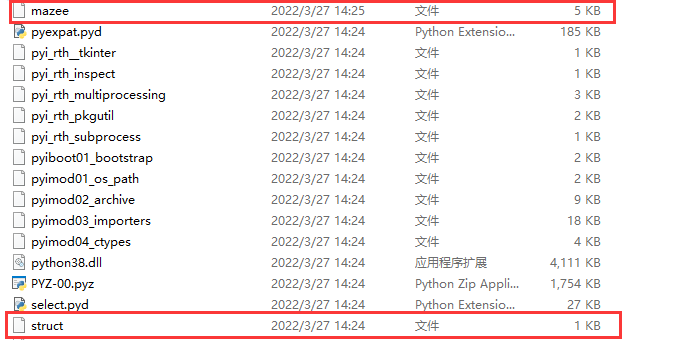 mazee 2022/3/27 14:25 文件 5 KB
pyexpat.pyd 2022/3/27 14:24 Python Extensio... 185 KB
pyi_rth__tkinter 2022/3/27 14:24 文件 1 KB
pyi_rth_inspect 2022/3/27 14:24 文件 1 KB
pyi_rth_multiprocessing 2022/3/27 14:24 文件 3 KB
pyi_rth_pkgutil 2022/3/27 14:24 文件 2 KB
pyi_rth_subprocess 2022/3/27 14:24 文件 1 KB
pyiboot01_bootstrap 2022/3/27 14:24 文件 2 KB
pyimod01_os_path 2022/3/27 14:24 文件 2 KB
pyimod02_archive 2022/3/27 14:24 文件 9 KB
pyimod03_importers 2022/3/27 14:24 文件 18 KB
pyimod04_ctypes 2022/3/27 14:24 文件 4 KB
python38.dll 2022/3/27 14:24 应用程序扩展 4,111 KB
PYZ-00.pyz 2022/3/27 14:24 Python Zip Appli... 1,754 KB
select.pyd 2022/3/27 14:24 Python Extensio... 27 KB
struct 2022/3/27 14:24 文件 1 KB